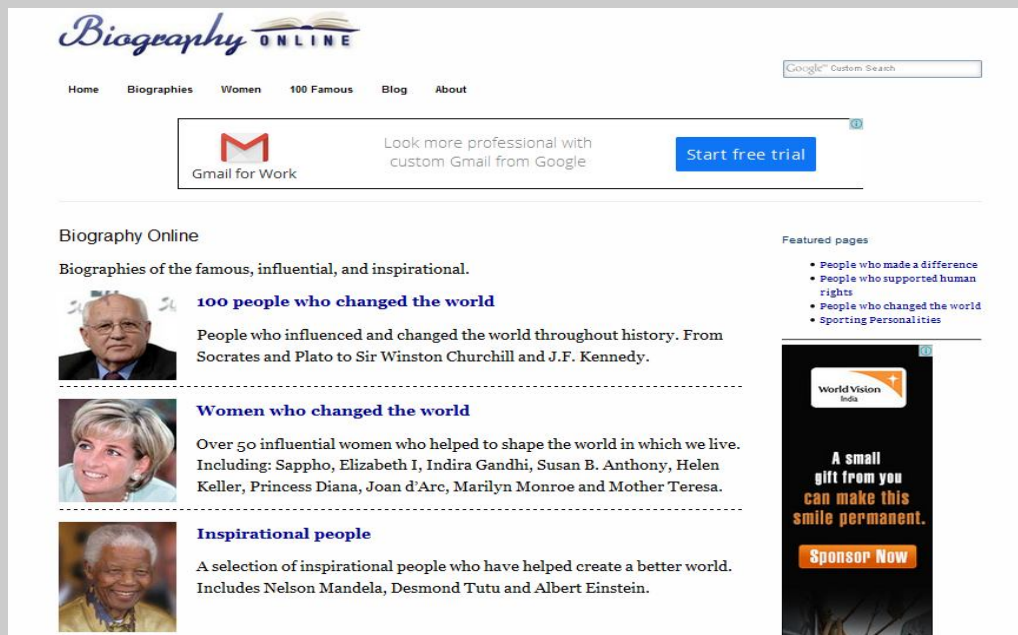 Biography ONLINE
Google™ Custom Search
Home Biographies Women 100 Famous Blog About
Gmail for Work
Look more professional with
custom Gmail from Google
Start free trial
Biography Online
Biographies of the famous, influential, and inspirational.
100 people who changed the world
People who influenced and changed the world throughout history. From
Socrates and Plato to Sir Winston Churchill and J.F. Kennedy.
Women who changed the world
Over 50 influential women who helped to shape the world in which we live.
Including: Sappho, Elizabeth I, Indira Gandhi, Susan B. Anthony, Helen
Keller, Princess Diana, Joan d'Arc, Marilyn Monroe and Mother Teresa.
Inspirational people
A selection of inspirational people who have helped create a better world.
Includes Nelson Mandela, Desmond Tutu and Albert Einstein.
Featured pages
• People who made a difference
• People who supported human
rights
• People who changed the world
• Sporting Personalities
World Vision
India
A small
gift from you
can make this
smile permanent.
Sponsor Now